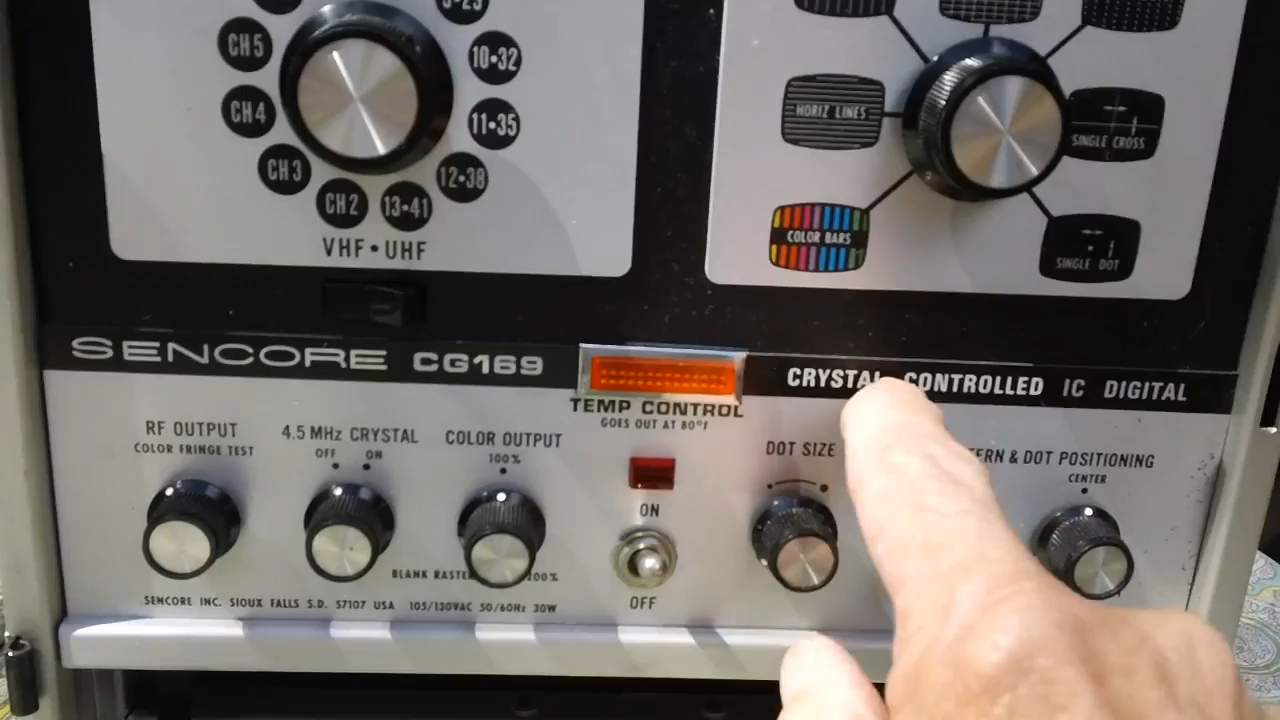 CH5
10•32
CH4
11•35
CH3
12•38
CH2
13•41
VHF•UHF
HORIZ LINES
SINGLE CROSS
COLOR BARS
SINGLE DOT
SENCORE CG169
CRYSTAL CONTROLLED IC DIGITAL
TEMP CONTROL
GOES OUT AT 80°F
RF OUTPUT
COLOR FRINGE TEST
4.5 MHz CRYSTAL
OFF ON
COLOR OUTPUT
100%
ON
OFF
DOT SIZE
& DOT POSITIONING
CENTER
BLANK RASTER
200%
SENCORE INC. SIOUX FALLS S.D. 57107 USA 105/130VAC 50/60Hz 30W